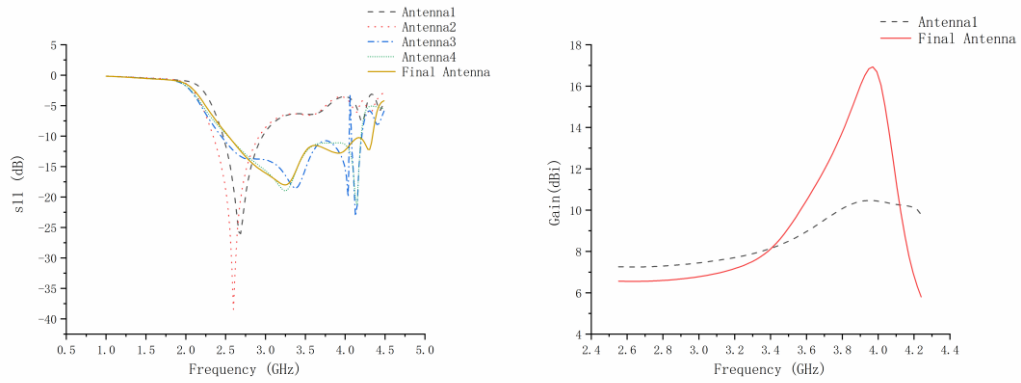 Antenna1
Antenna2
Antenna3
Antenna4
Final Antenna
5
0
-5
-10
-15
-20
-25
-30
-35
-40
s11 (dB)
0.5 1.0 1.5 2.0 2.5 3.0 3.5 4.0 4.5 5.0
Frequency (GHz)
Antenna1
Final Antenna
18
16
14
12
10
8
6
4
Gain(dBi)
2.4 2.6 2.8 3.0 3.2 3.4 3.6 3.8 4.0 4.2 4.4
Frequency (GHz)